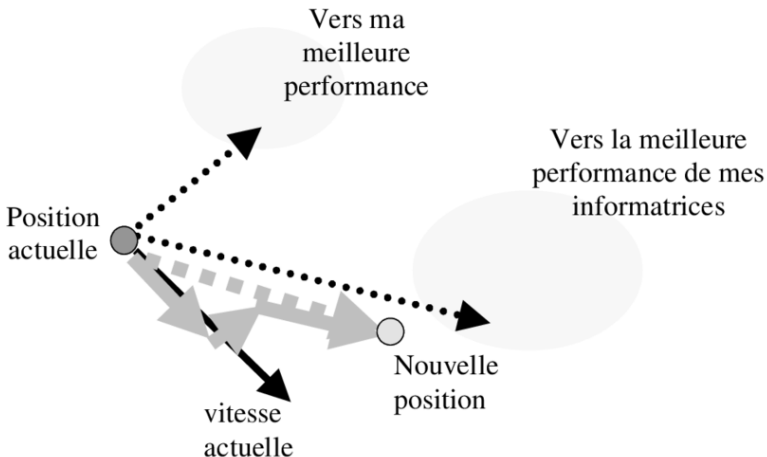 Vers ma
meilleure
performance
Vers la meilleure
performance de mes
informatrices
Position
actuelle
Nouvelle
position
vitesse
actuelle